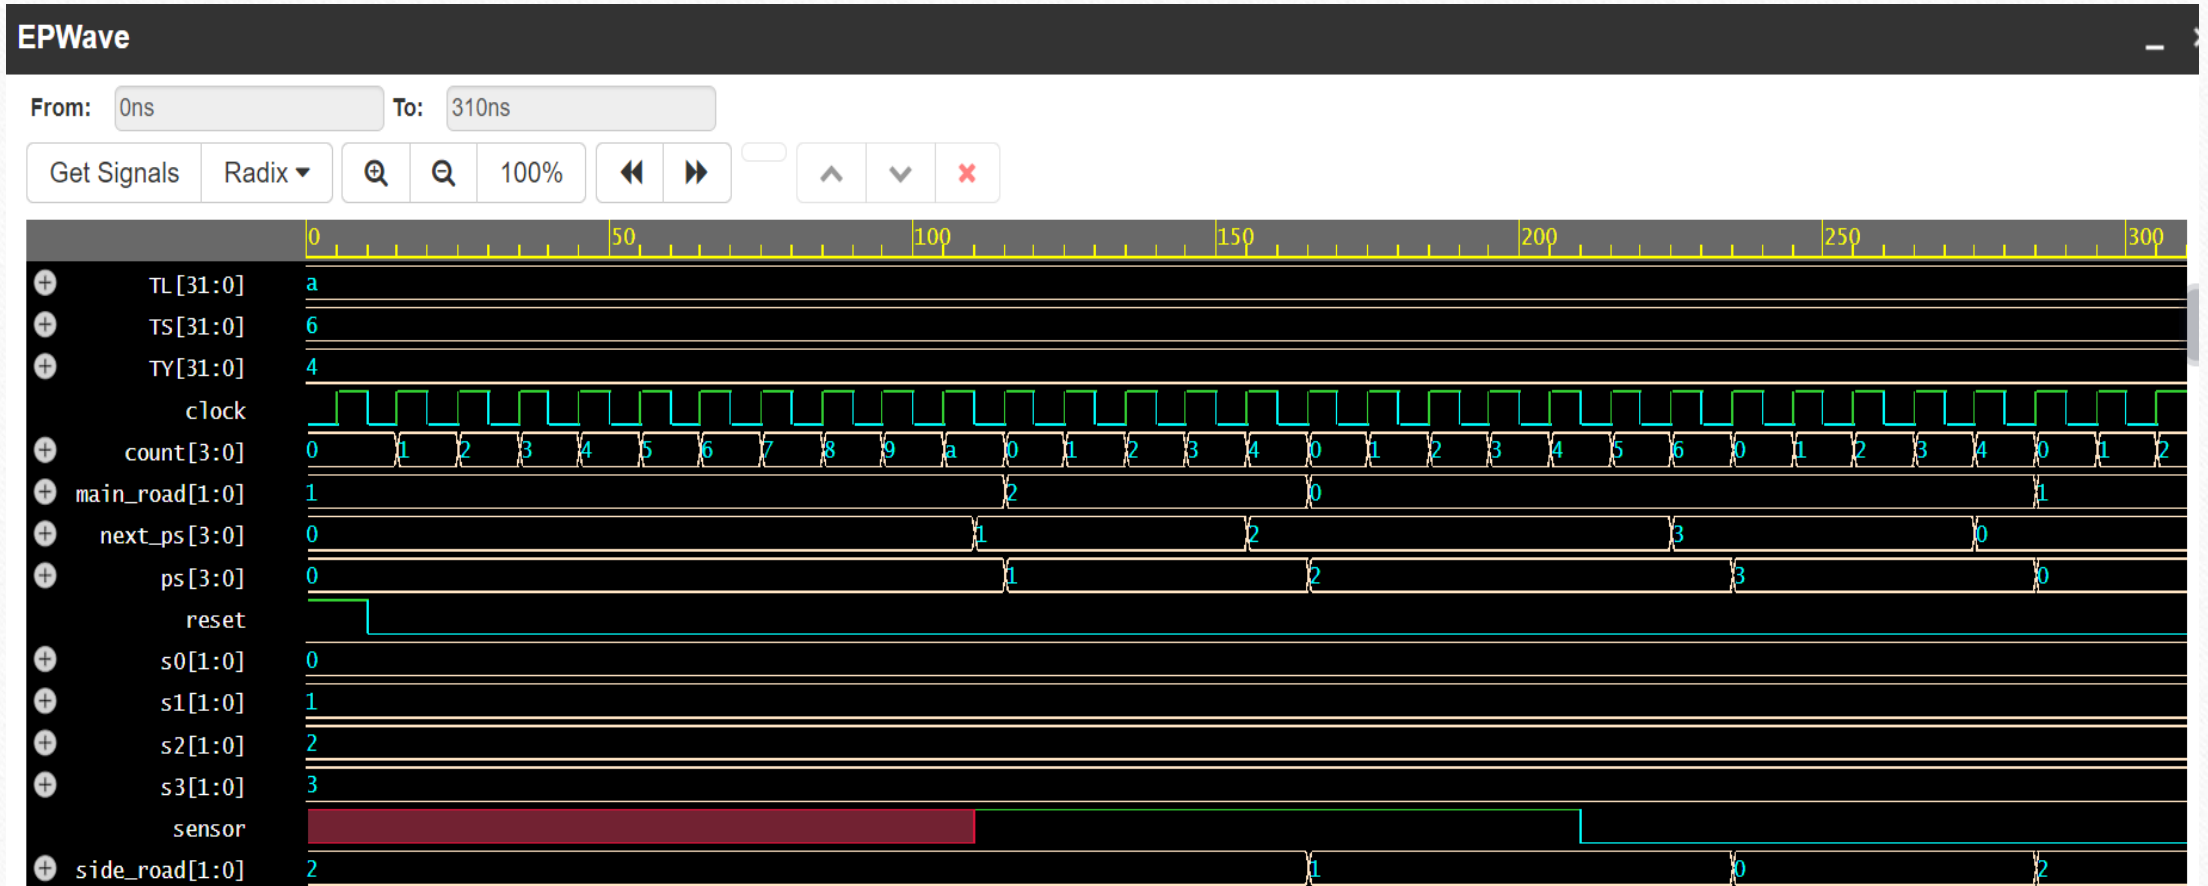 EPWave
From: 0ns To: 310ns
Get Signals Radix 100%
0 50 100 150 200 250 300
TL[31:0] a
TS[31:0] 6
TY[31:0] 4
clock
count[3:0] 0 1 2 3 4 5 6 7 8 9 a 0 1 2 3 4 0 1 2 3 4 5 6 0 1 2 3 4 0 1 2
main_road[1:0] 1 2 0 1
next_ps[3:0] 0 1 2 3 0
ps[3:0] 0 1 2 3 0
reset
s0[1:0] 0
s1[1:0] 1
s2[1:0] 2
s3[1:0] 3
sensor
side_road[1:0] 2 1 0 2